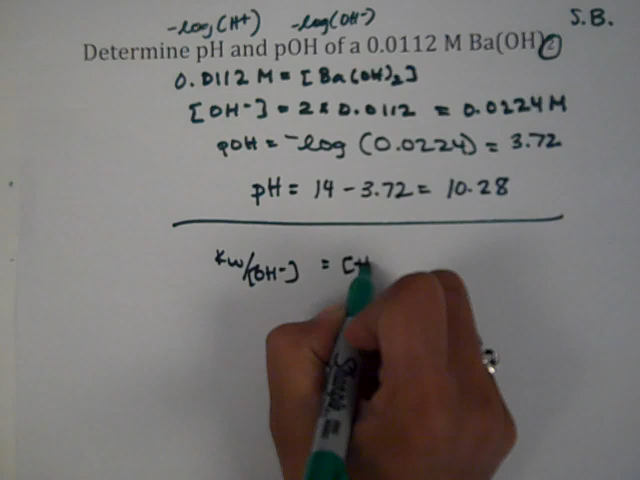 -log(H+) -log(OH-) S.B.
Determine pH and pOH of a 0.0112 M Ba(OH)2
0.0112 M = [Ba(OH)2]
[OH-] = 2 x 0.0112 = 0.0224 M
pOH = -log (0.0224) = 3.72
pH = 14 - 3.72 = 10.28
Kw/[OH-] = [H
Sharpie